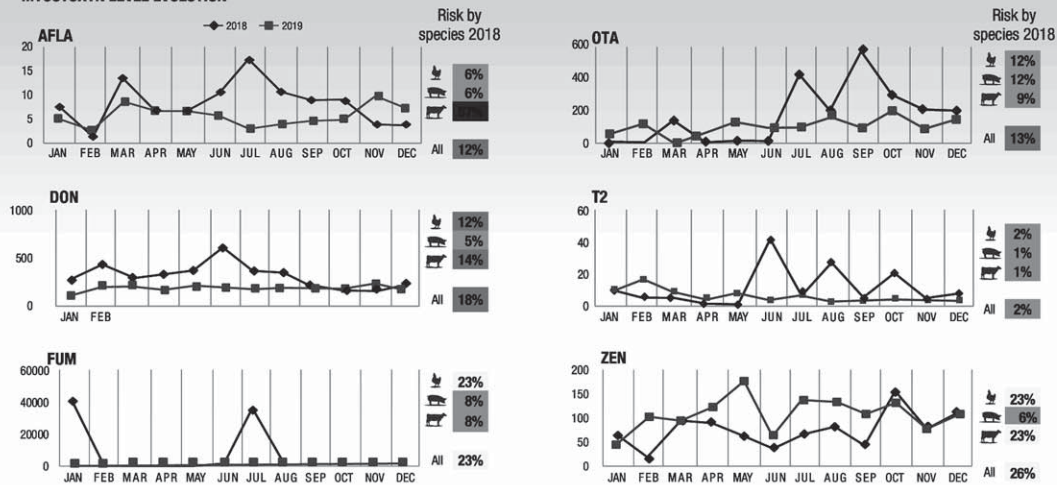 Risk by
species 2018
AFLA
2018 2019
20
15
10
5
0
JAN FEB MAR APR MAY JUN JUL AUG SEP OCT NOV DEC
6%
6%
All 12%
Risk by
species 2018
OTA
600
400
200
0
JAN FEB MAR APR MAY JUN JUL AUG SEP OCT NOV DEC
12%
12%
9%
All 13%
DON
1000
500
0
JAN FEB
12%
5%
14%
All 18%
T2
60
40
20
0
JAN FEB MAR APR MAY JUN JUL AUG SEP OCT NOV DEC
2%
1%
1%
All 2%
FUM
60000
40000
20000
0
JAN FEB MAR APR MAY JUN JUL AUG SEP OCT NOV DEC
23%
8%
8%
All 23%
ZEN
200
150
100
50
0
JAN FEB MAR APR MAY JUN JUL AUG SEP OCT NOV DEC
23%
6%
23%
All 26%